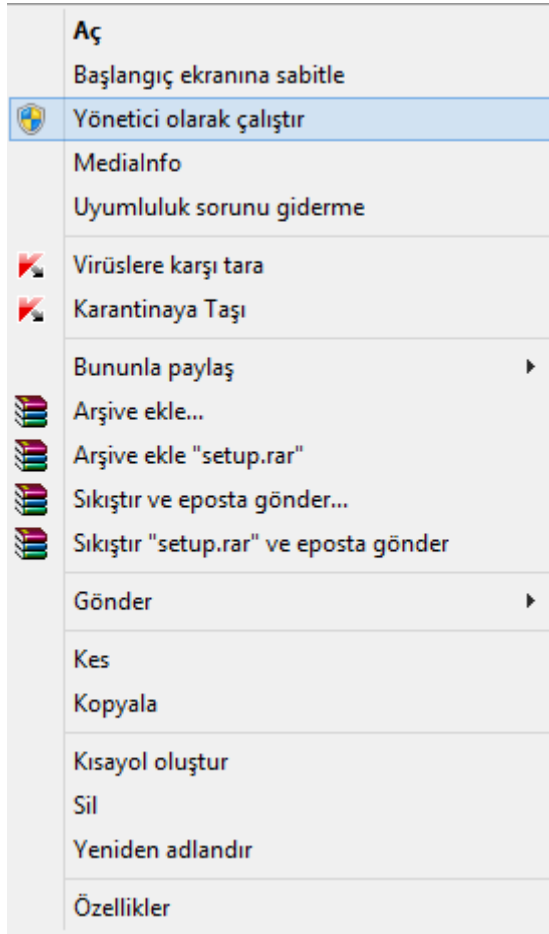 Aç
Başlangıç ekranına sabitle
Yönetici olarak çalıştır
MediaInfo
Uyumluluk sorunu giderme
Virüslere karşı tara
Karantinaya Taşı
Bununla paylaş
Arşive ekle...
Arşive ekle "setup.rar"
Sıkıştır ve eposta gönder...
Sıkıştır "setup.rar" ve eposta gönder
Gönder
Kes
Kopyala
Kısayol oluştur
Sil
Yeniden adlandır
Özellikler